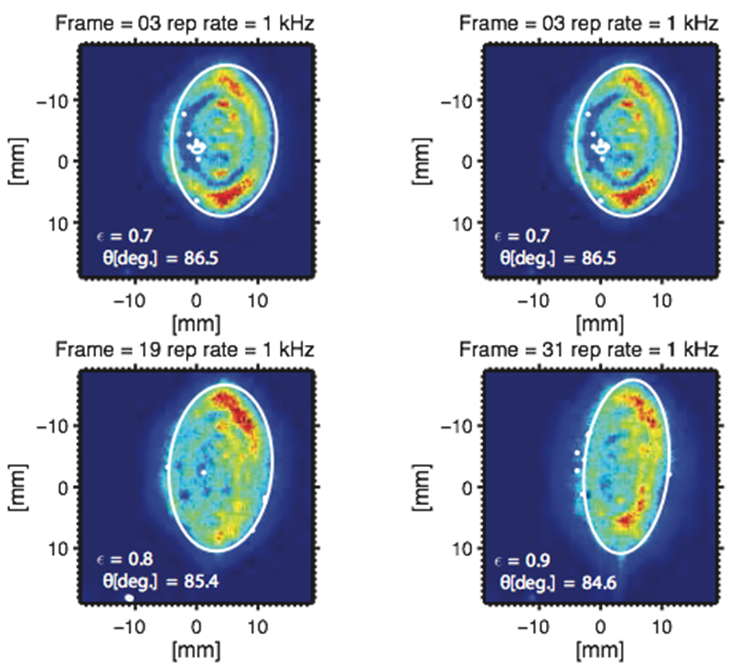 Frame = 03 rep rate = 1 kHz
Frame = 03 rep rate = 1 kHz
−10
0
10
[mm]
ϵ = 0.7
θ[deg.] = 86.5
−10 0 10
[mm]
−10
0
10
[mm]
ϵ = 0.7
θ[deg.] = 86.5
−10 0 10
[mm]
Frame = 19 rep rate = 1 kHz
Frame = 31 rep rate = 1 kHz
−10
0
10
[mm]
ϵ = 0.8
θ[deg.] = 85.4
−10 0 10
[mm]
−10
0
10
[mm]
ϵ = 0.9
θ[deg.] = 84.6
−10 0 10
[mm]